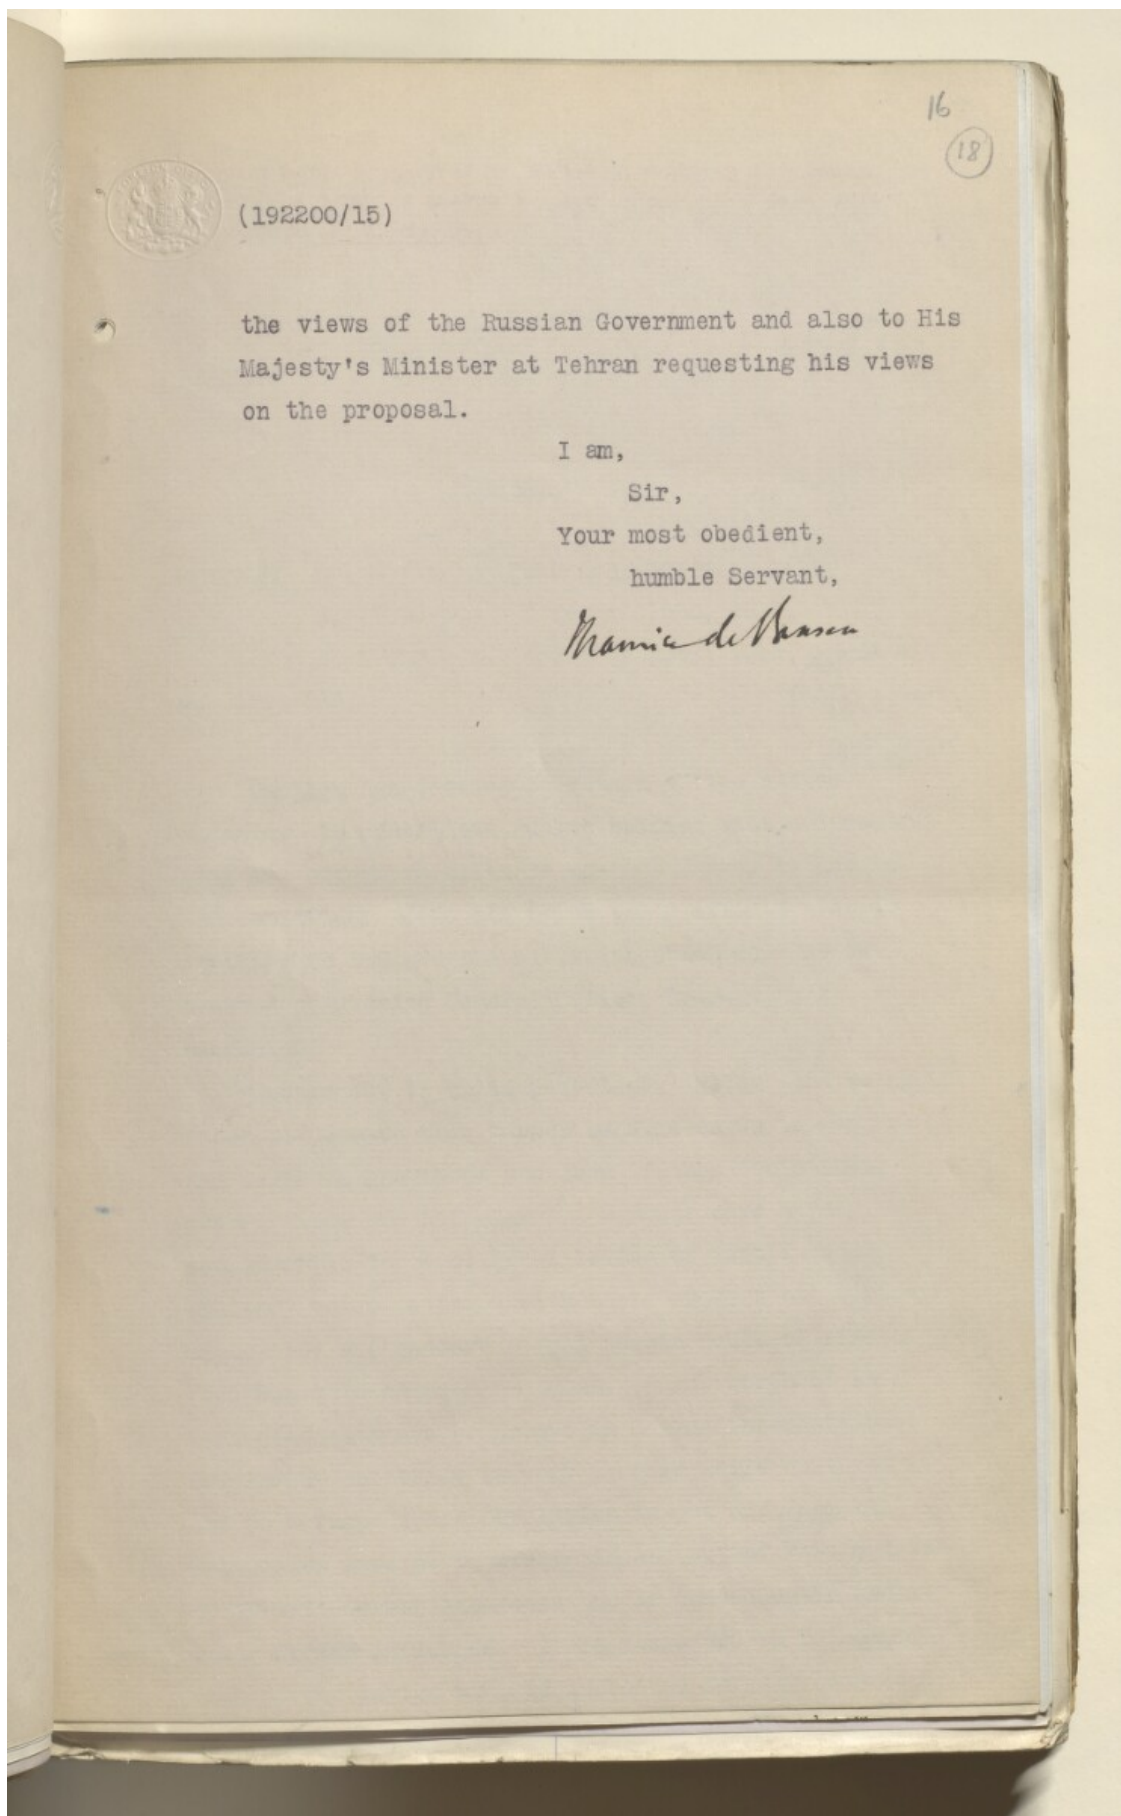 16
18
(192200/15)
the views of the Russian Government and also to His
Majesty's Minister at Tehran requesting his views
on the proposal.
I am,
Sir,
Your most obedient,
humble Servant,
Maurice de Bunsen